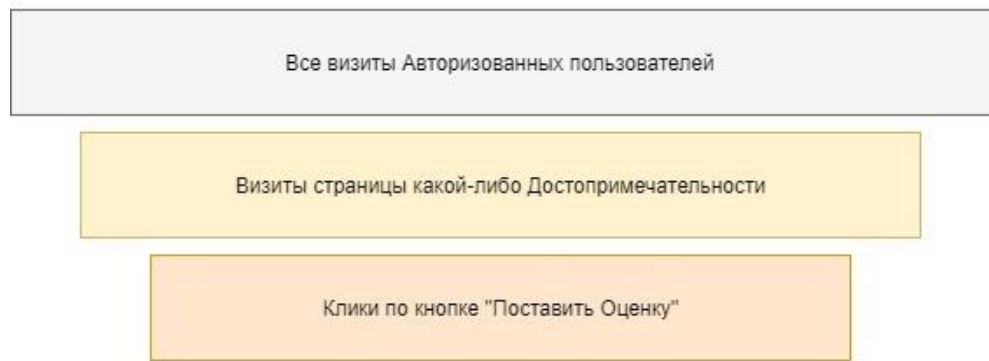 Все визиты Авторизованных пользователей
Визиты страницы какой-либо Достопримечательности
Клики по кнопке "Поставить Оценку"